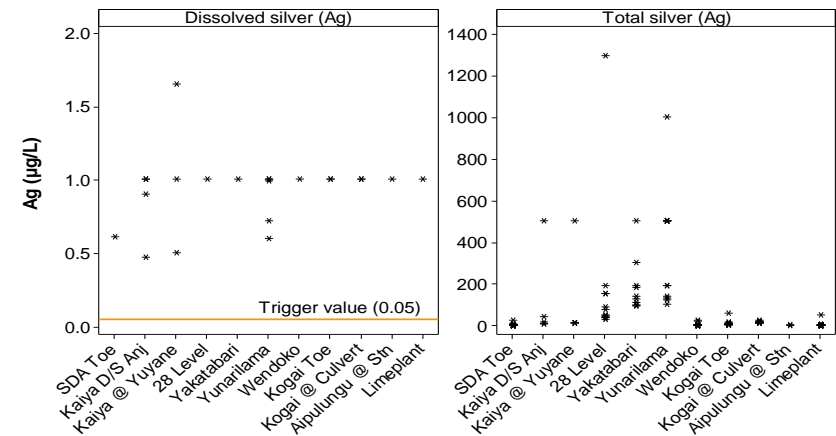 Dissolved silver (Ag)
Total silver (Ag)
Ag (µg/L)
2.0
1.5
1.0
0.5
0.0
Trigger value (0.05)
SDA Toe
Kaiya D/S Anj
Kaiya @ Yuyane
28 Level
Yakatabari
Yunarilama
Wendoko
Kogai Toe
Kogai @ Culvert
Aipulungu @ Stn
Limeplant
1400
1200
1000
800
600
400
200
0
SDA Toe
Kaiya D/S Anj
Kaiya @ Yuyane
28 Level
Yakatabari
Yunarilama
Wendoko
Kogai Toe
Kogai @ Culvert
Aipulungu @ Stn
Limeplant